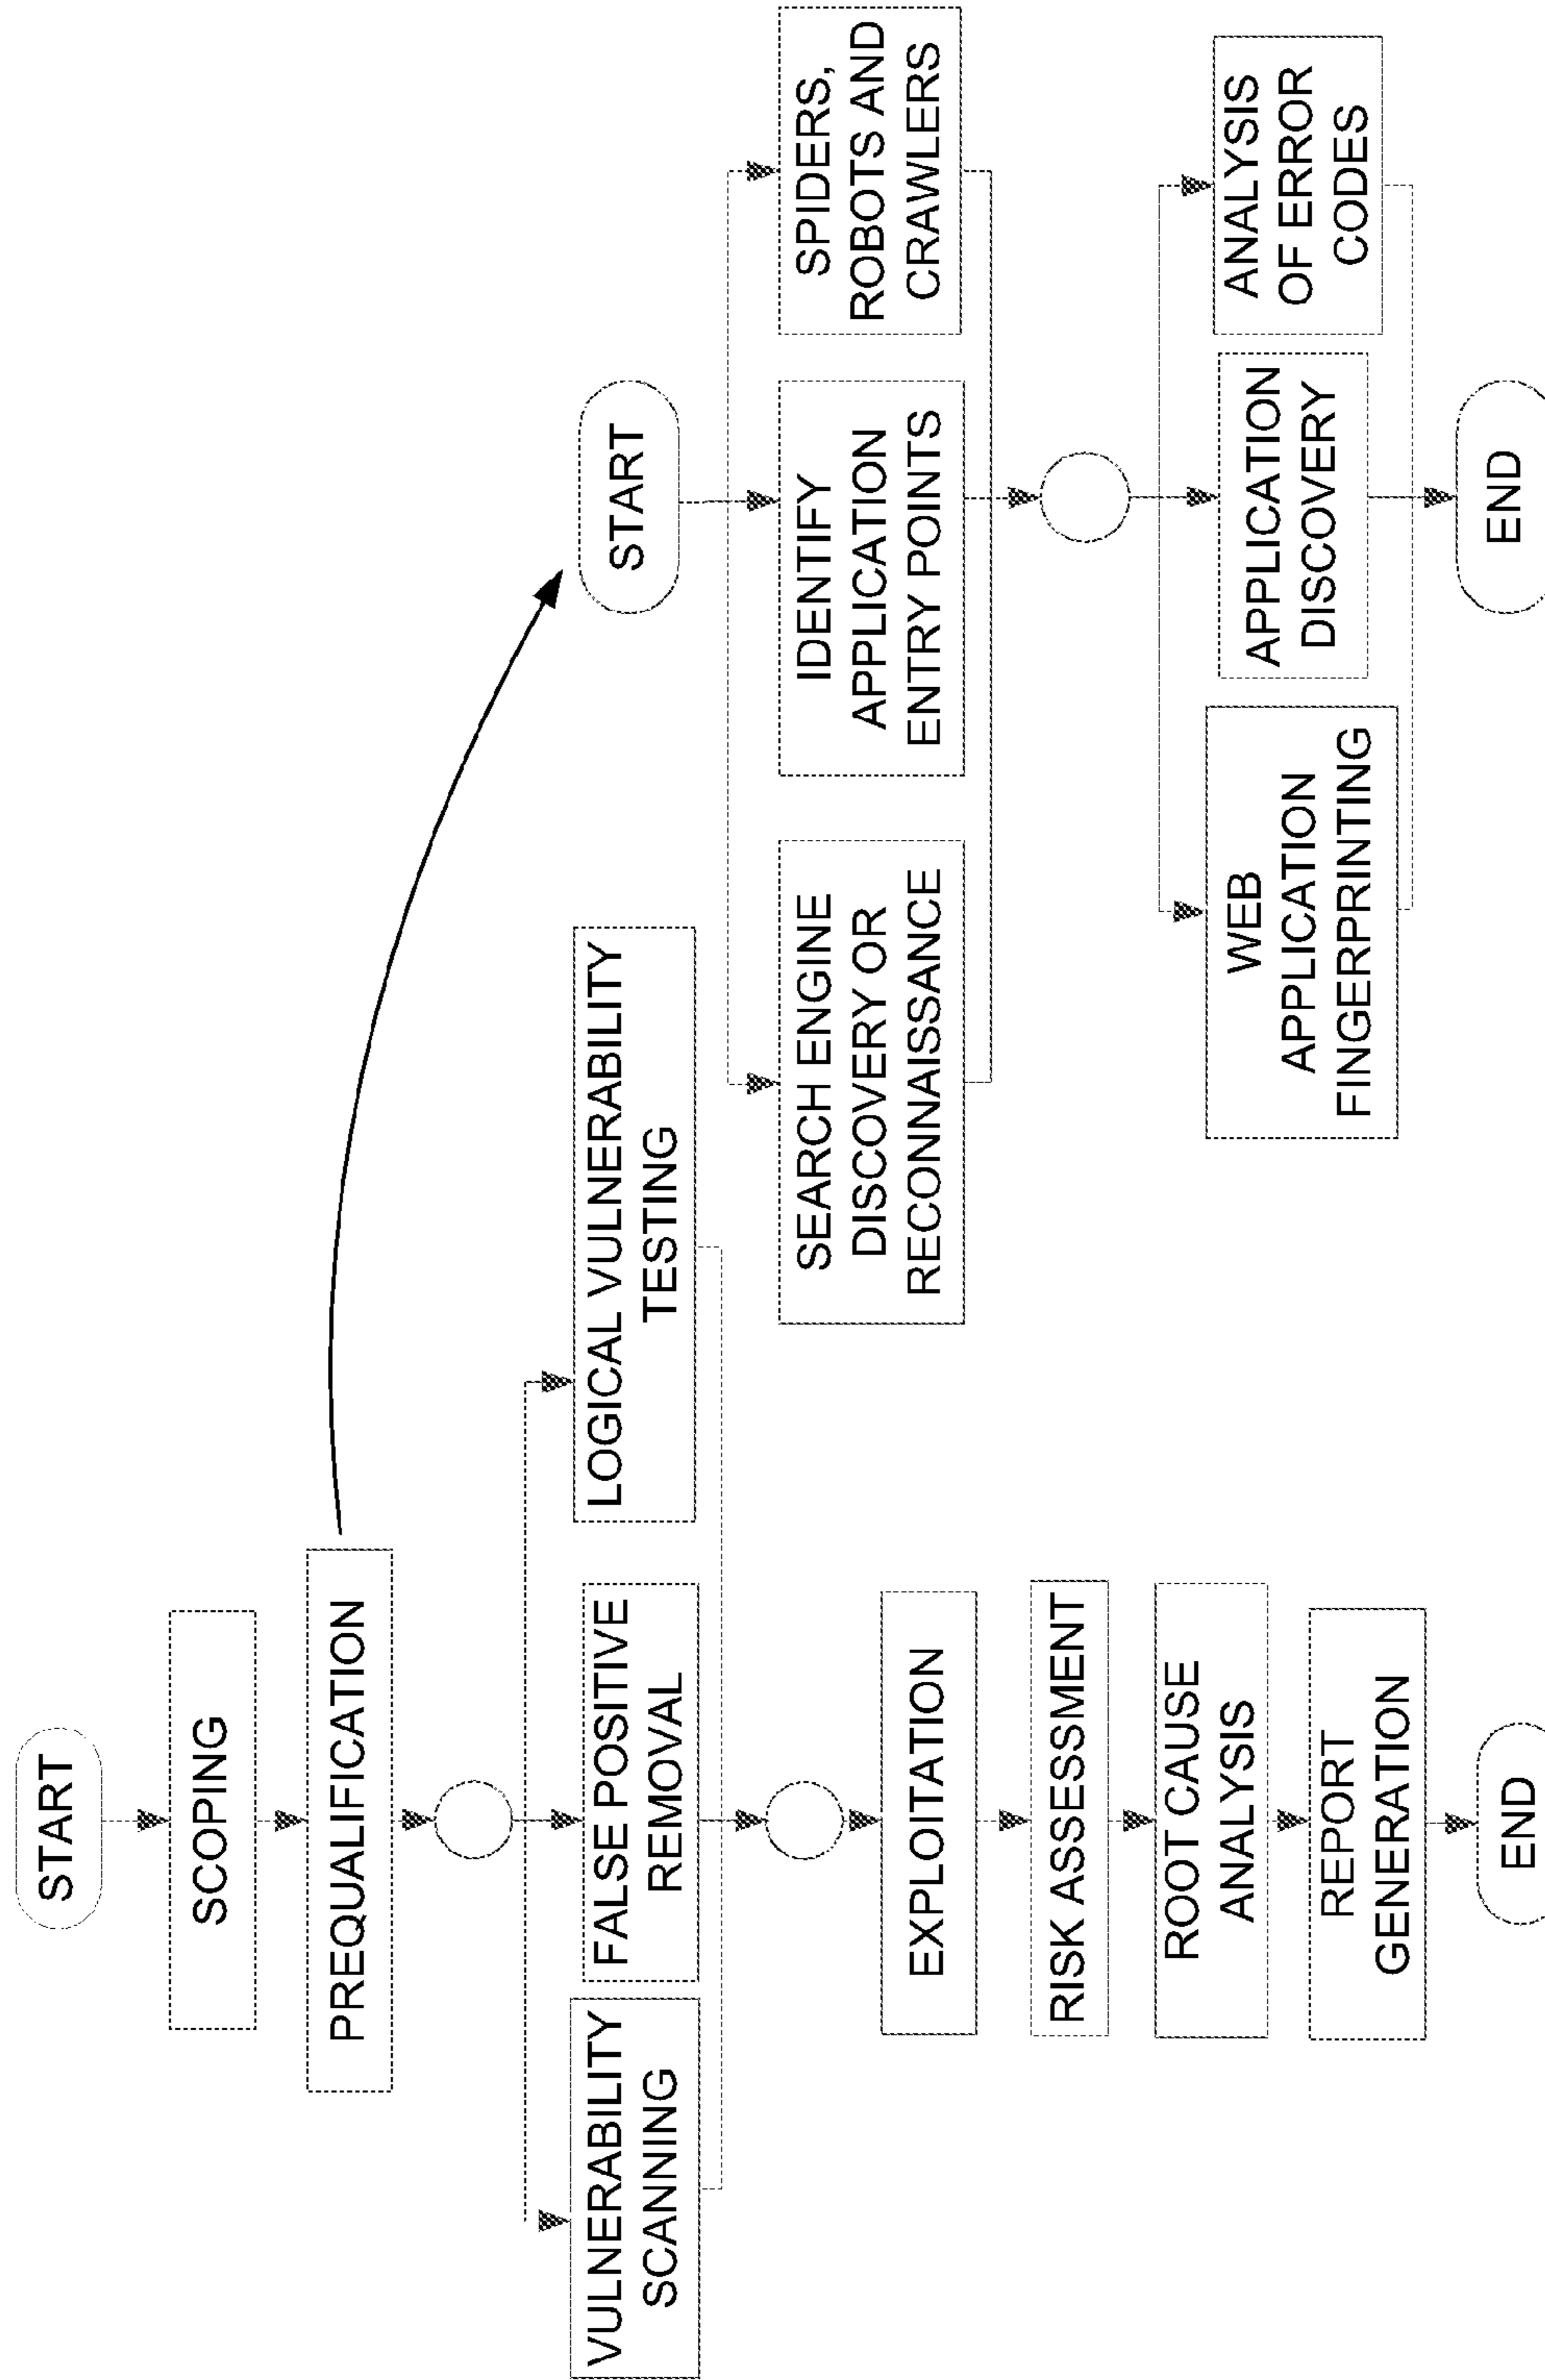 START
SCOPING
PREQUALIFICATION
VULNERABILITY
SCANNING
FALSE POSITIVE
REMOVAL
LOGICAL VULNERABILITY
TESTING
EXPLOITATION
RISK ASSESSMENT
ROOT CAUSE
ANALYSIS
REPORT
GENERATION
END
START
SEARCH ENGINE
DISCOVERY OR
RECONNAISSANCE
IDENTIFY
APPLICATION
ENTRY POINTS
SPIDERS,
ROBOTS AND
CRAWLERS
WEB
APPLICATION
FINGERPRINTING
APPLICATION
DISCOVERY
ANALYSIS
OF ERROR
CODES
END